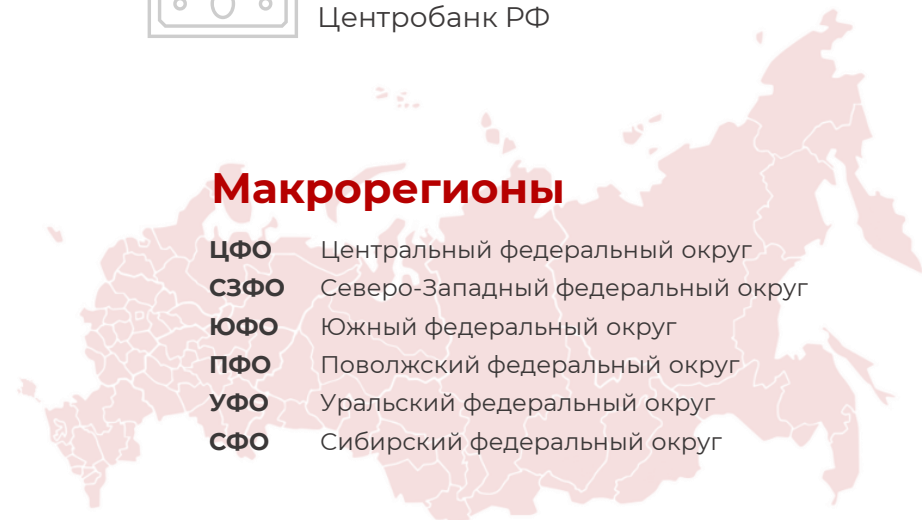 Центробанк РФ
Макрорегионы
ЦФО Центральный федеральный округ
СЗФО Северо-Западный федеральный округ
ЮФО Южный федеральный округ
ПФО Поволжский федеральный округ
УФО Уральский федеральный округ
СФО Сибирский федеральный округ